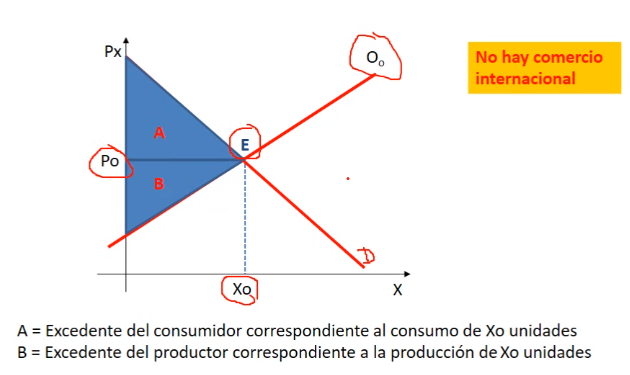 Px
Oₒ
No hay comercio
internacional
A
E
Po
B
D
Xo
X
A = Excedente del consumidor correspondiente al consumo de Xo unidades
B = Excedente del productor correspondiente a la producción de Xo unidades